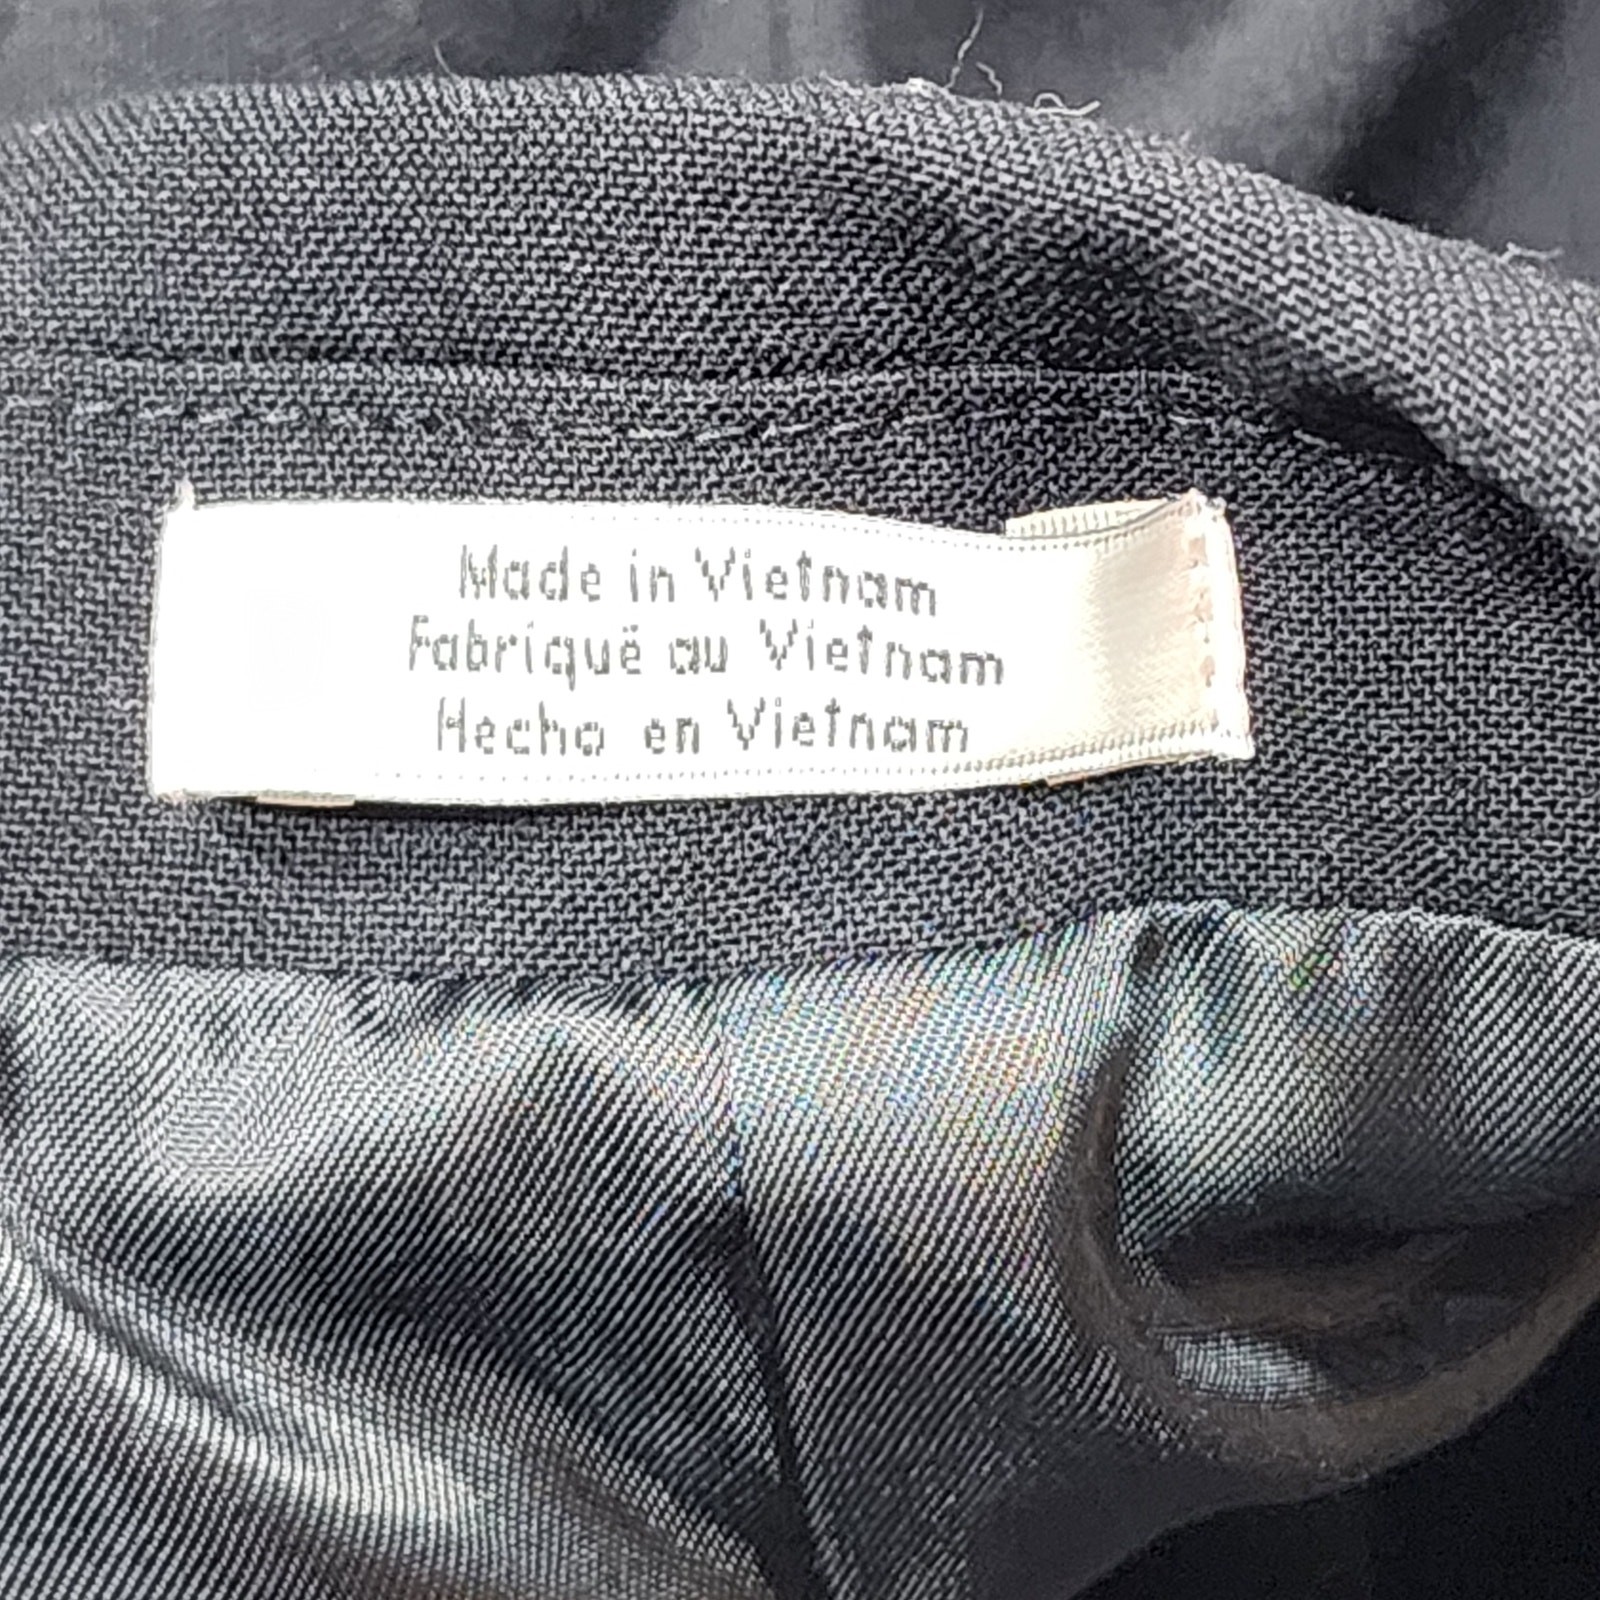 Made in Vietnam
Fabriquë au Vietnam
Hecho en Vietnam